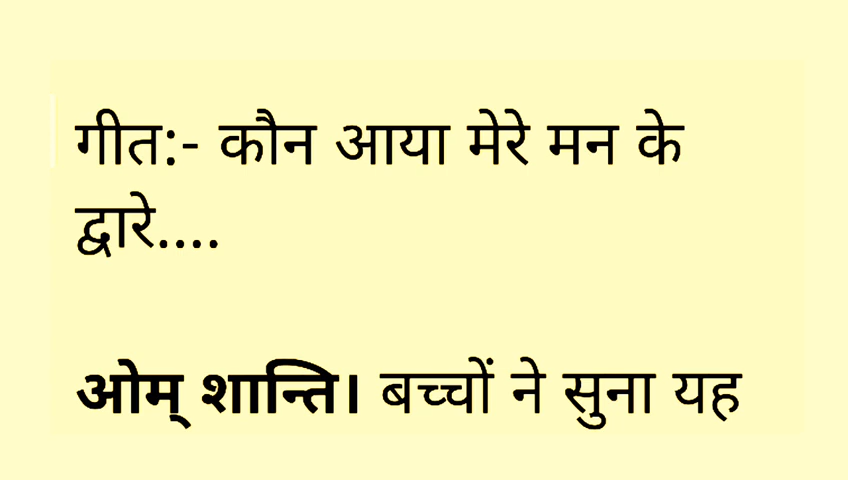 गीत:- कौन आया मेरे मन के
द्वारे....
ओम् शान्ति। बच्चों ने सुना यह